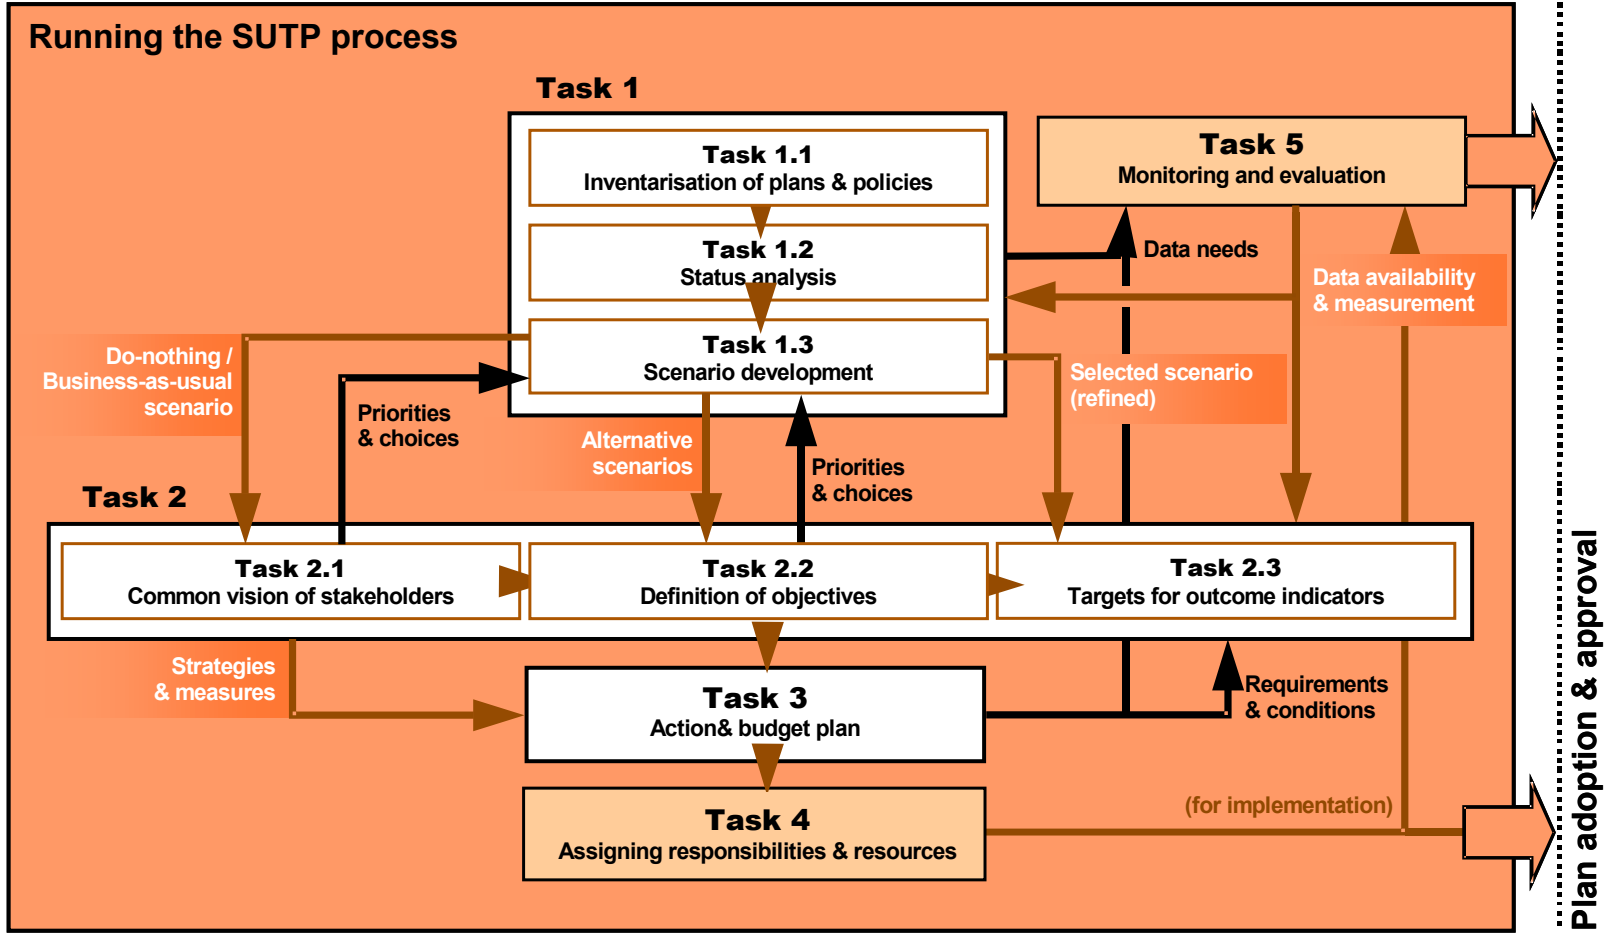 Running the SUTP process
Task 1
Task 1.1
Inventarisation of plans & policies
Task 1.2
Status analysis
Task 1.3
Scenario development
Task 5
Monitoring and evaluation
Data needs
Data availability
& measurement
Do-nothing /
Business-as-usual
scenario
Priorities
& choices
Alternative
scenarios
Priorities
& choices
Selected scenario
(refined)
Task 2
Task 2.1
Common vision of stakeholders
Task 2.2
Definition of objectives
Task 2.3
Targets for outcome indicators
Strategies
& measures
Task 3
Action& budget plan
Requirements
& conditions
Task 4
Assigning responsibilities & resources
(for implementation)
Plan adoption & approval